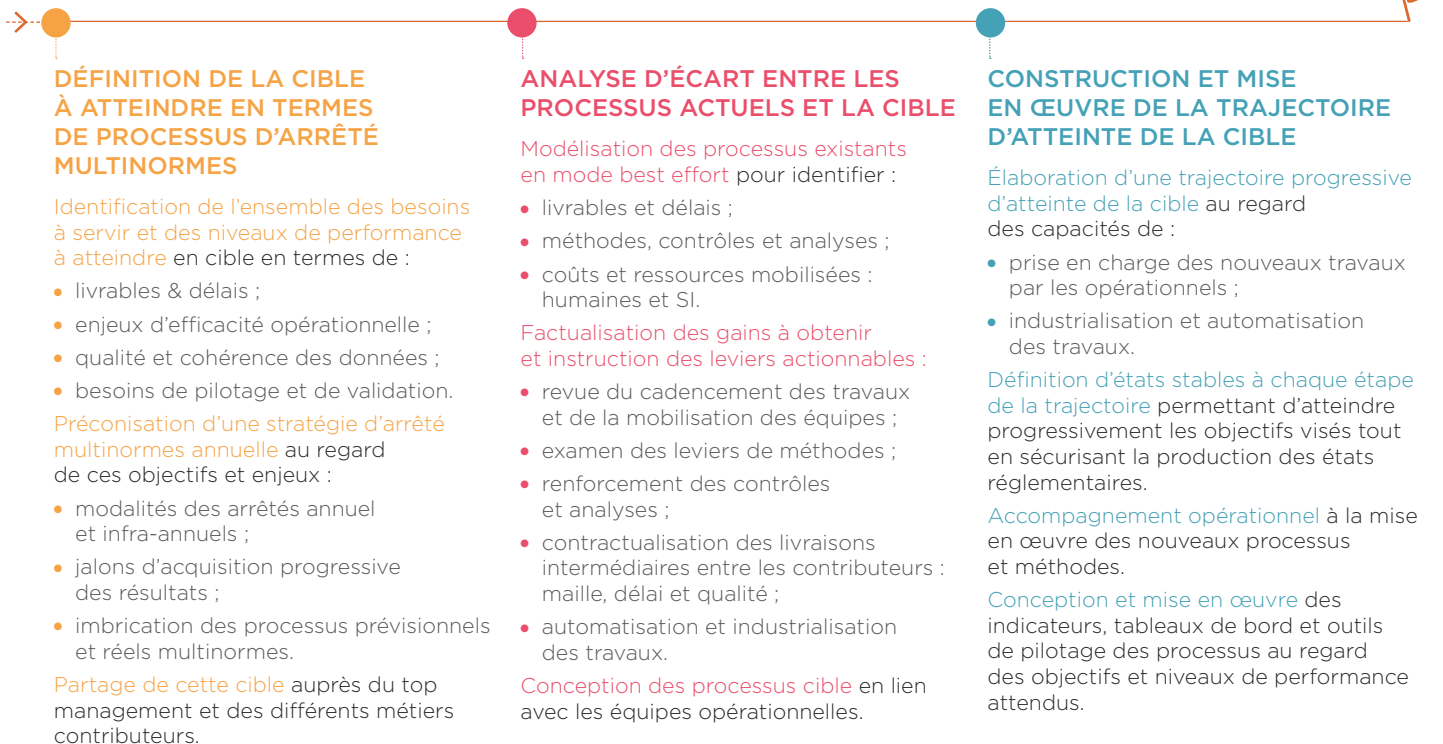 DÉFINITION DE LA CIBLE
À ATTEINDRE EN TERMES
DE PROCESSUS D'ARRÊTÉ
MULTINORMES
Identification de l'ensemble des besoins
à servir et des niveaux de performance
à atteindre en cible en termes de :
• livrables & délais ;
• enjeux d'efficacité opérationnelle ;
• qualité et cohérence des données ;
• besoins de pilotage et de validation.
Préconisation d'une stratégie d'arrêté
multinormes annuelle au regard
de ces objectifs et enjeux :
• modalités des arrêtés annuel
et infra-annuels ;
• jalons d'acquisition progressive
des résultats ;
• imbrication des processus prévisionnels
et réels multinormes.
Partage de cette cible auprès du top
management et des différents métiers
contributeurs.
ANALYSE D'ÉCART ENTRE LES
PROCESSUS ACTUELS ET LA CIBLE
Modélisation des processus existants
en mode best effort pour identifier :
• livrables et délais ;
• méthodes, contrôles et analyses ;
• coûts et ressources mobilisées :
humaines et SI.
Factualisation des gains à obtenir
et instruction des leviers actionnables :
• revue du cadencement des travaux
et de la mobilisation des équipes ;
• examen des leviers de méthodes ;
• renforcement des contrôles
et analyses ;
• contractualisation des livraisons
intermédiaires entre les contributeurs :
maille, délai et qualité ;
• automatisation et industrialisation
des travaux.
Conception des processus cible en lien
avec les équipes opérationnelles.
CONSTRUCTION ET MISE
EN ŒUVRE DE LA TRAJECTOIRE
D'ATTEINTE DE LA CIBLE
Élaboration d'une trajectoire progressive
d'atteinte de la cible au regard
des capacités de :
• prise en charge des nouveaux travaux
par les opérationnels ;
• industrialisation et automatisation
des travaux.
Définition d'états stables à chaque étape
de la trajectoire permettant d'atteindre
progressivement les objectifs visés tout
en sécurisant la production des états
réglementaires.
Accompagnement opérationnel à la mise
en œuvre des nouveaux processus
et méthodes.
Conception et mise en œuvre des
indicateurs, tableaux de bord et outils
de pilotage des processus au regard
des objectifs et niveaux de performance
attendus.